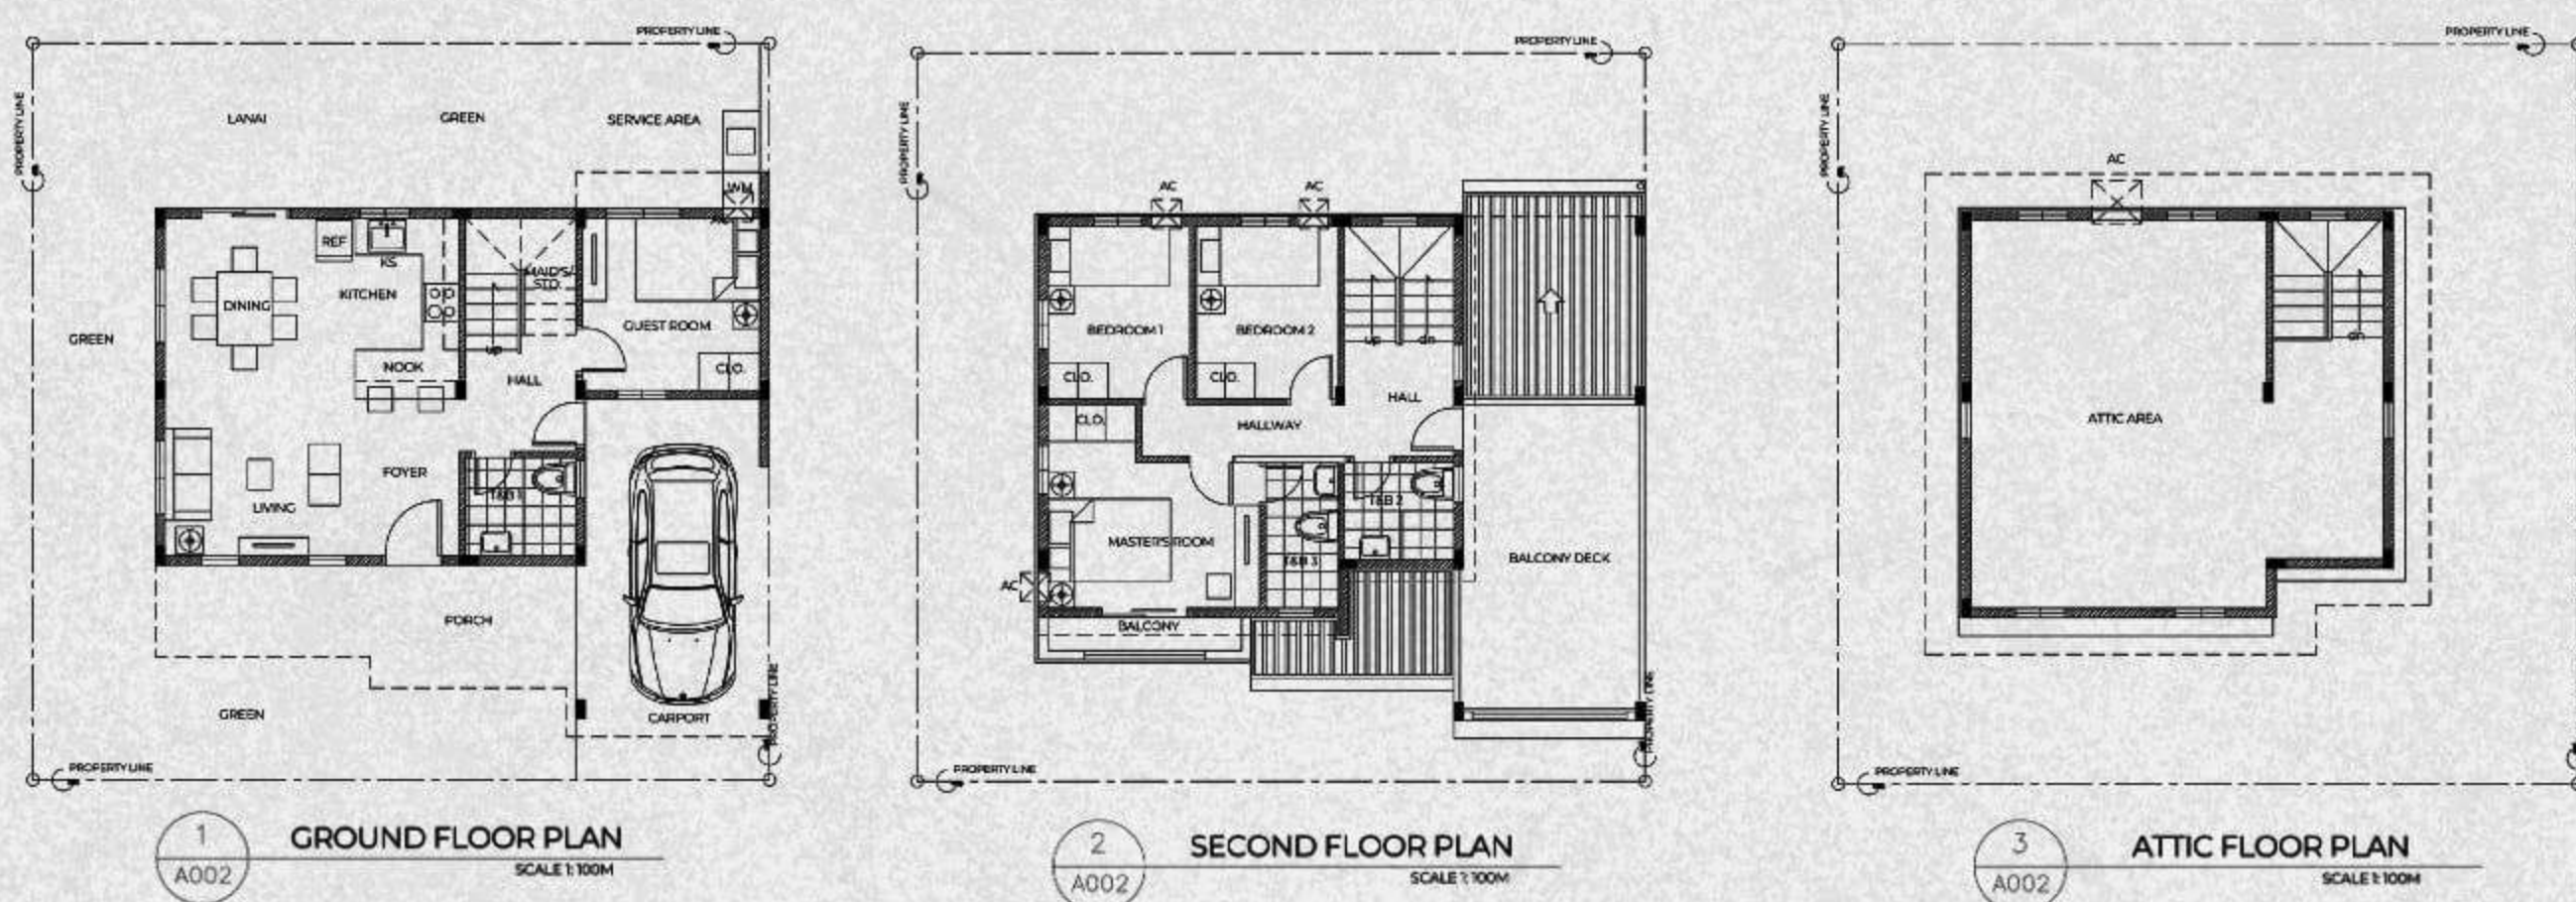 PROPERTY LINE
PROPERTY LINE
LANAI
GREEN
SERVICE AREA
WM
REF
KS
MAID'S/
STO.
DINING
KITCHEN
GUEST ROOM
GREEN
NOOK
CLO.
up
HALL
FOYER
T&B 1
LIVING
PORCH
GREEN
CARPORT
PROPERTY LINE
PROPERTY LINE
1
A002
GROUND FLOOR PLAN
SCALE 1:100M
PROPERTY LINE
PROPERTY LINE
AC
AC
BEDROOM 1
BEDROOM 2
up
dn
CLO.
CLO.
HALL
CLO.
HALLWAY
T&B 2
MASTER'S ROOM
T&B 3
BALCONY DECK
AC
BALCONY
PROPERTY LINE
PROPERTY LINE
2
A002
SECOND FLOOR PLAN
SCALE 1:100M
PROPERTY LINE
PROPERTY LINE
AC
dn
ATTIC AREA
PROPERTY LINE
3
A002
ATTIC FLOOR PLAN
SCALE 1:100M